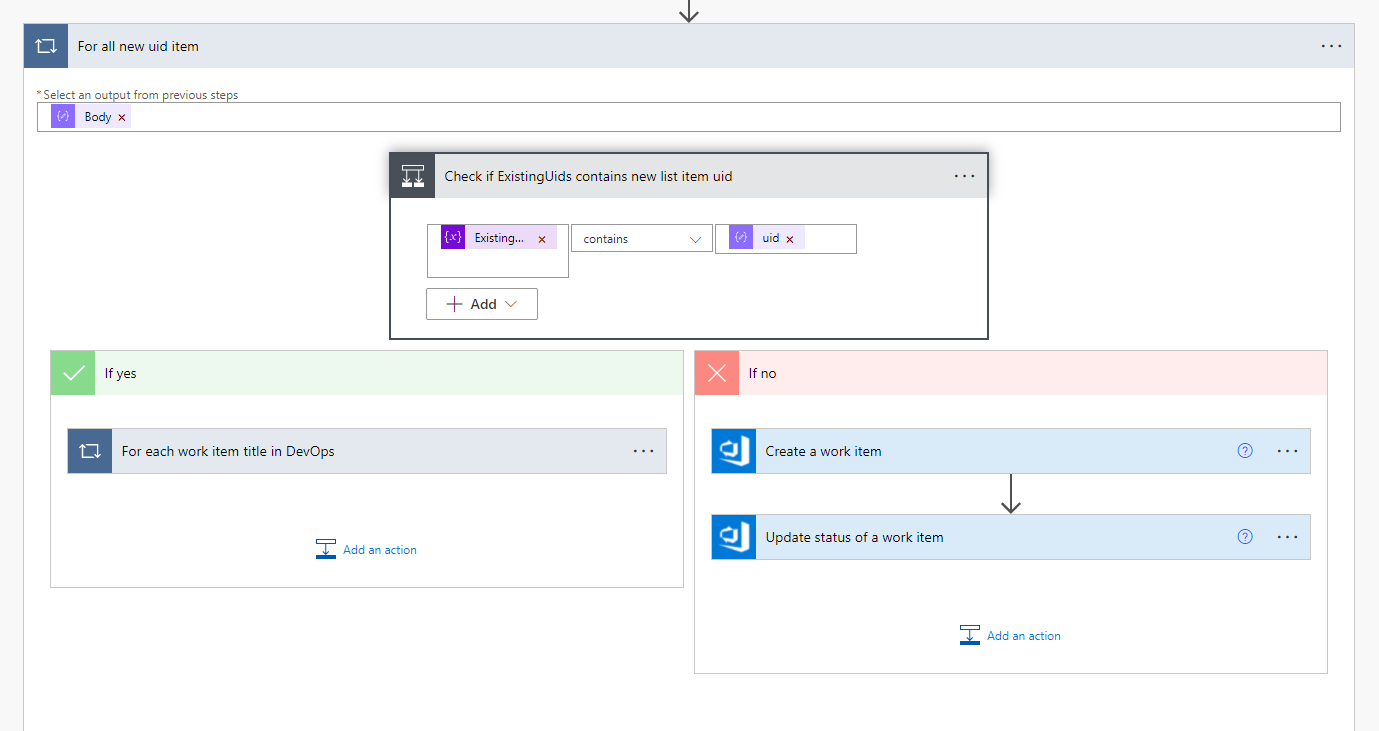 For all new uid item
* Select an output from previous steps
Body
Check if ExistingUids contains new list item uid
{x} Existing... contains uid
Add
If yes
If no
For each work item title in DevOps
Create a work item
Update status of a work item
Add an action
Add an action